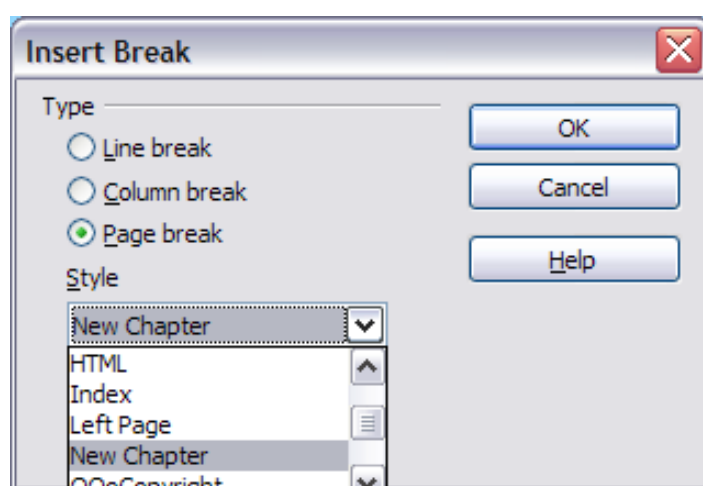 Insert Break
Type
Line break
Column break
Page break
Style
New Chapter
HTML
Index
Left Page
New Chapter
OOoCopyright
OK
Cancel
Help